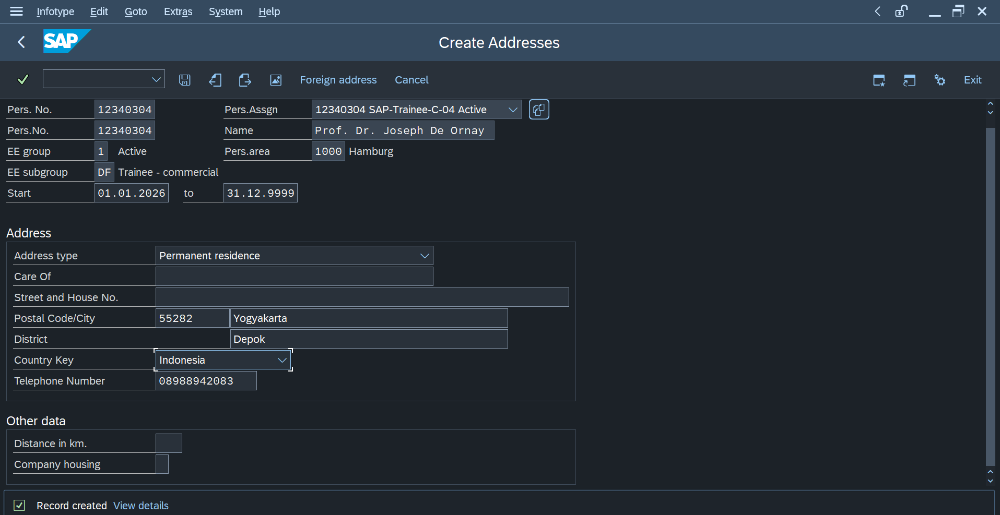 Infotype Edit Goto Extras System Help
SAP Create Addresses
Foreign address Cancel Exit
Pers. No. 12340304 Pers.Assgn 12340304 SAP-Trainee-C-04 Active
Pers.No. 12340304 Name Prof. Dr. Joseph De Ornay
EE group 1 Active Pers.area 1000 Hamburg
EE subgroup DF Trainee - commercial
Start 01.01.2026 to 31.12.9999
Address
Address type Permanent residence
Care Of
Street and House No.
Postal Code/City 55282 Yogyakarta
District Depok
Country Key Indonesia
Telephone Number 08988942083
Other data
Distance in km.
Company housing
Record created View details